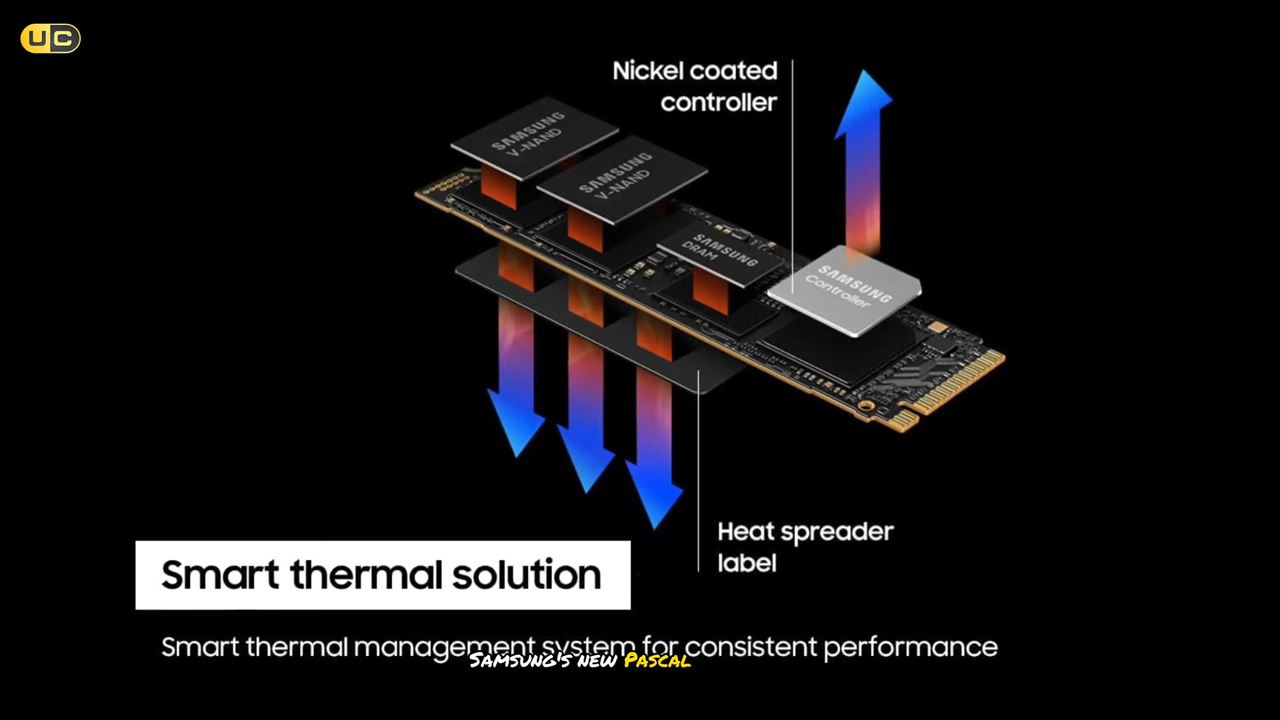 UC
Nickel coated
controller
SAMSUNG
V-NAND
SAMSUNG
V-NAND
SAMSUNG
DRAM
SAMSUNG
Controller
Heat spreader
label
Smart thermal solution
Smart thermal management system for consistent performance
Samsung's new Pascal